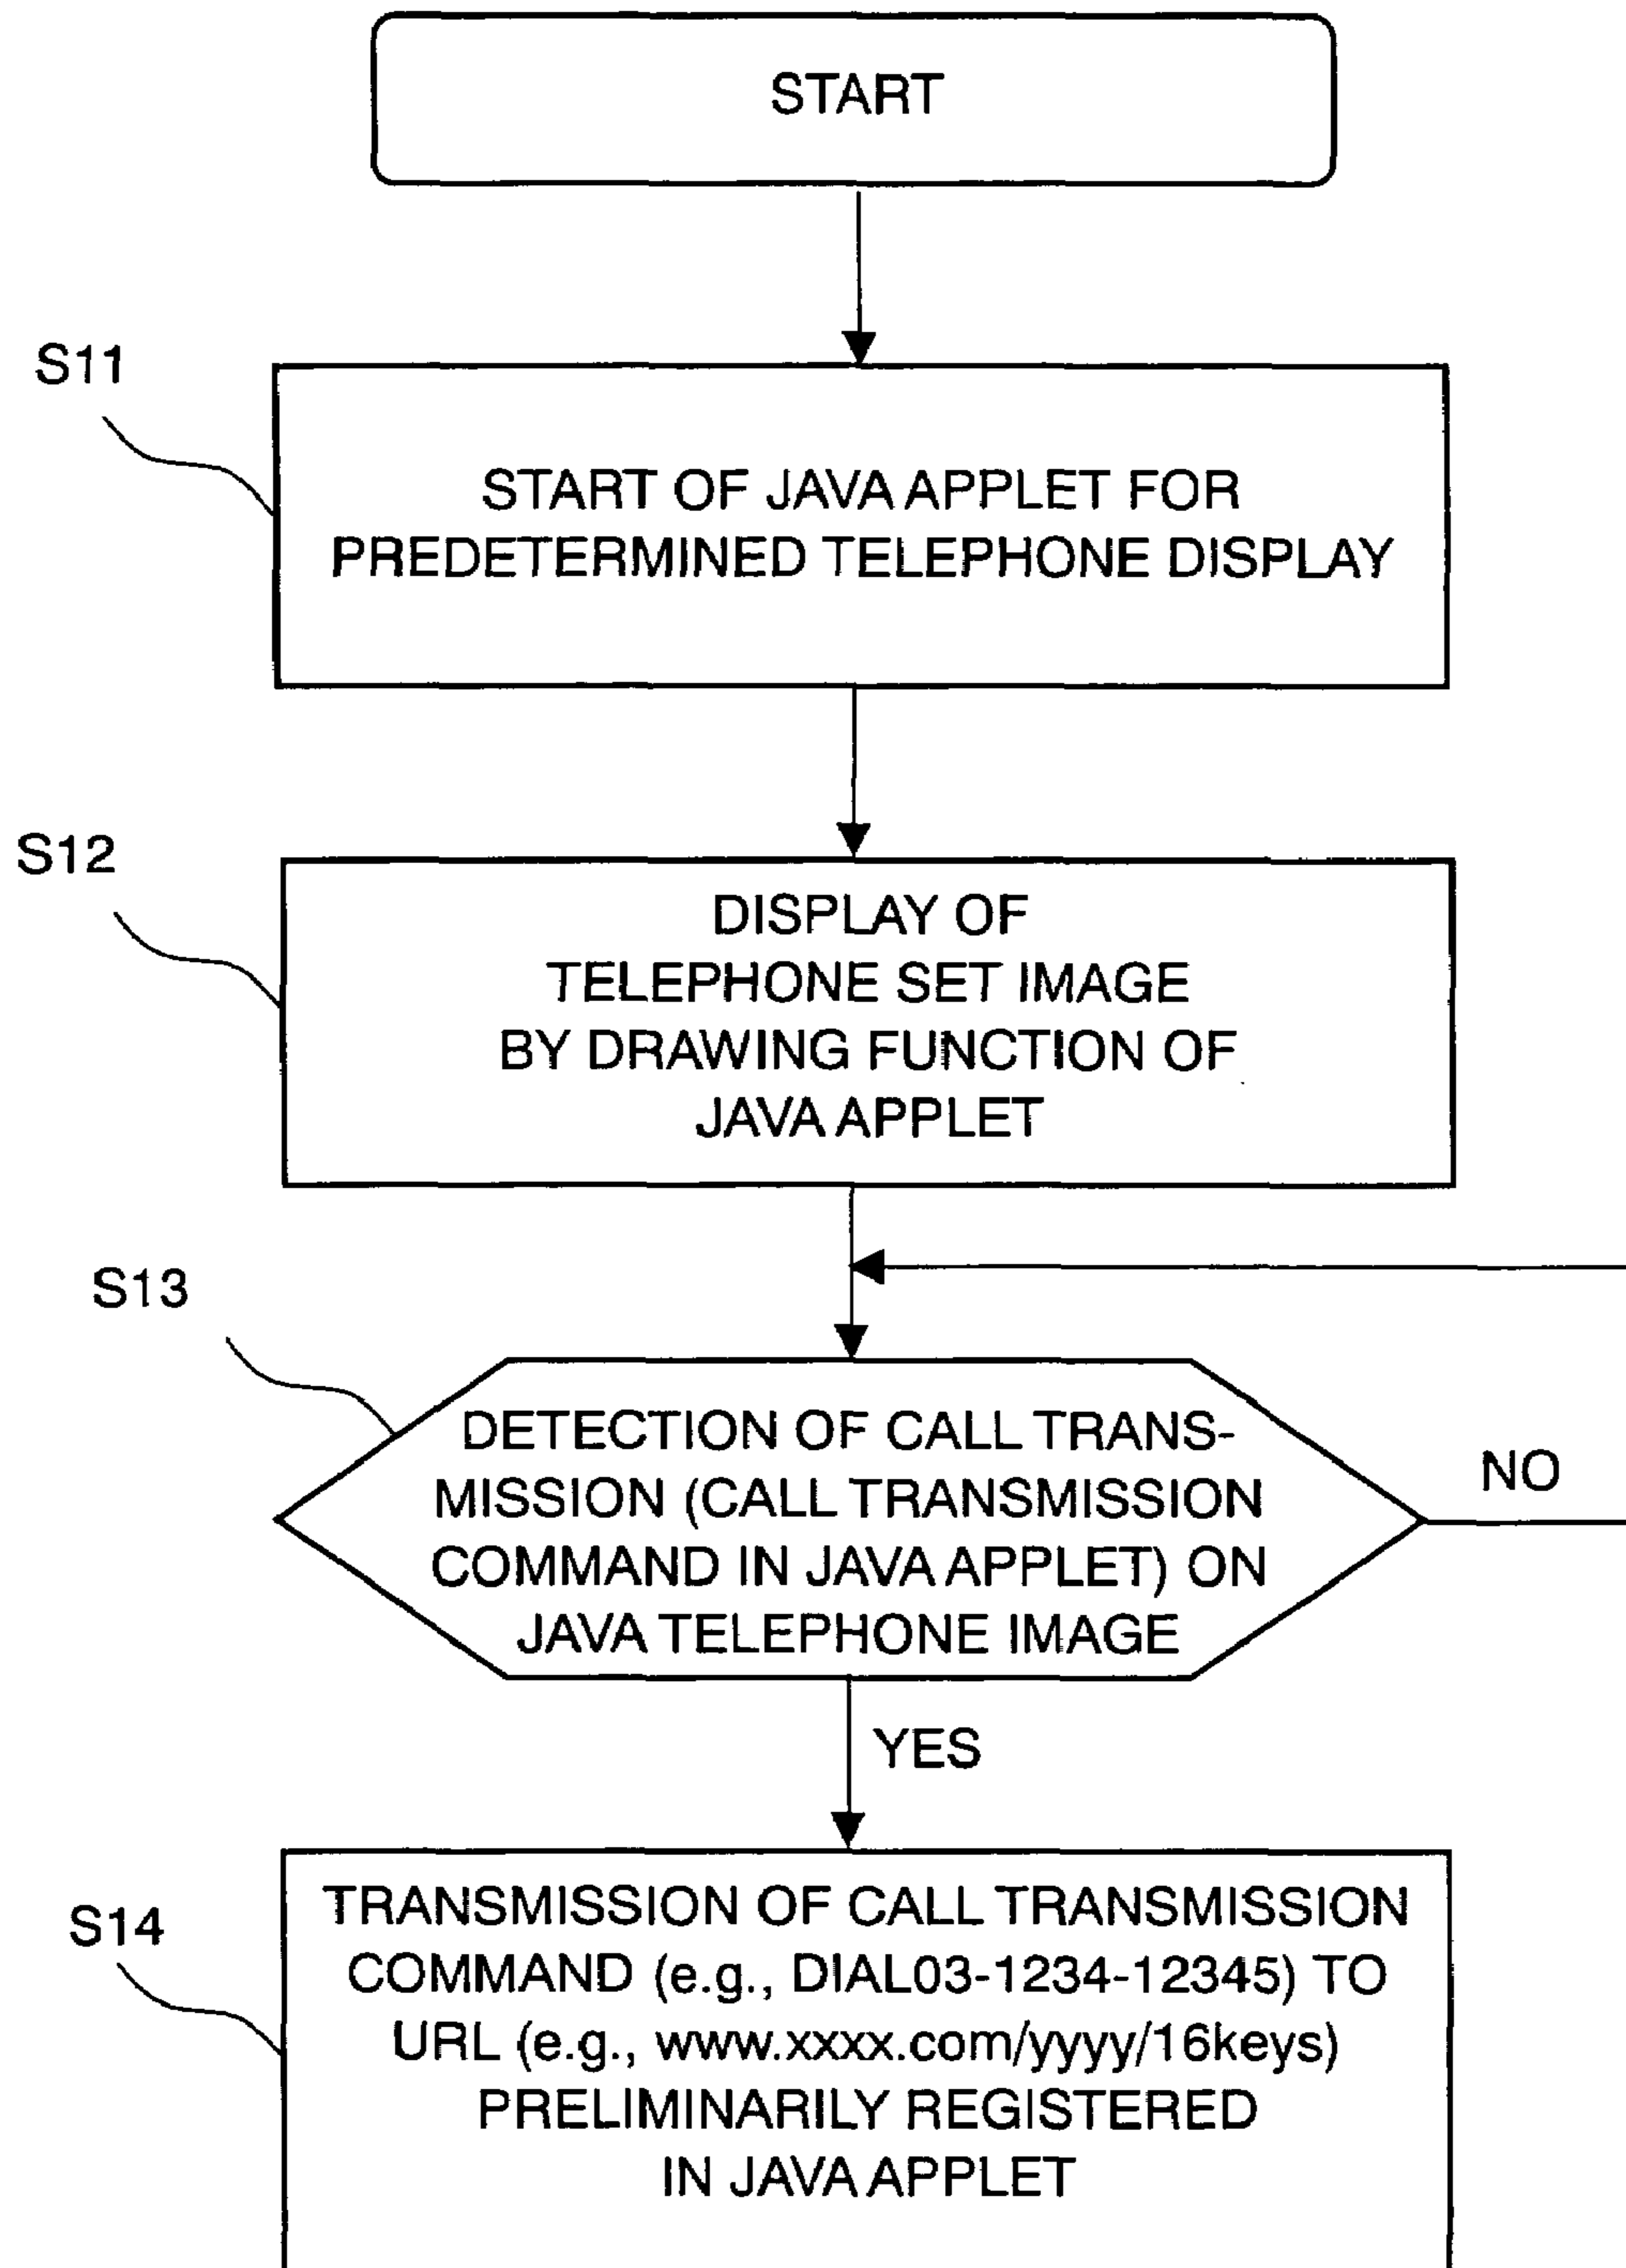 START
S11
START OF JAVA APPLET FOR
PREDETERMINED TELEPHONE DISPLAY
S12
DISPLAY OF
TELEPHONE SET IMAGE
BY DRAWING FUNCTION OF
JAVA APPLET
S13
DETECTION OF CALL TRANS-
MISSION (CALL TRANSMISSION
COMMAND IN JAVA APPLET) ON
JAVA TELEPHONE IMAGE
NO
YES
S14
TRANSMISSION OF CALL TRANSMISSION
COMMAND (e.g., DIAL03-1234-12345) TO
URL (e.g., www.xxxx.com/yyyy/16keys)
PRELIMINARILY REGISTERED
IN JAVA APPLET